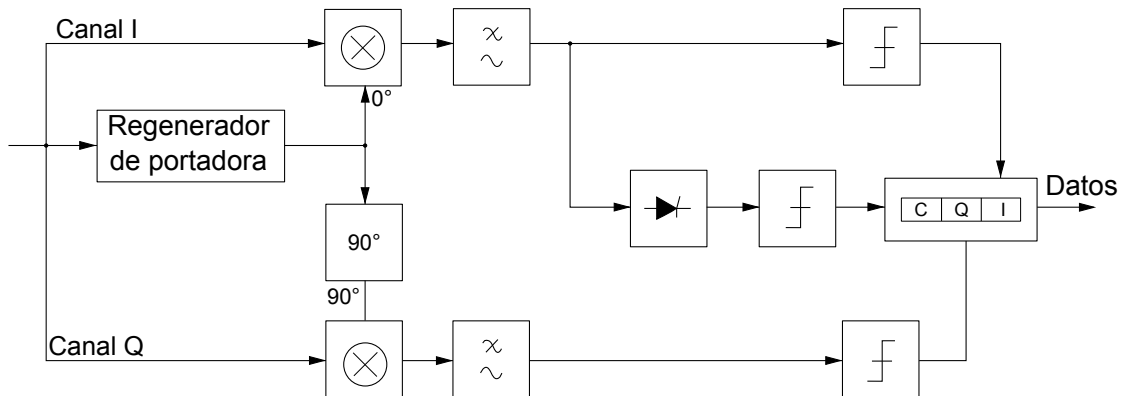 Canal I
0°
Regenerador
de portadora
90°
90°
C Q I
Datos
Canal Q